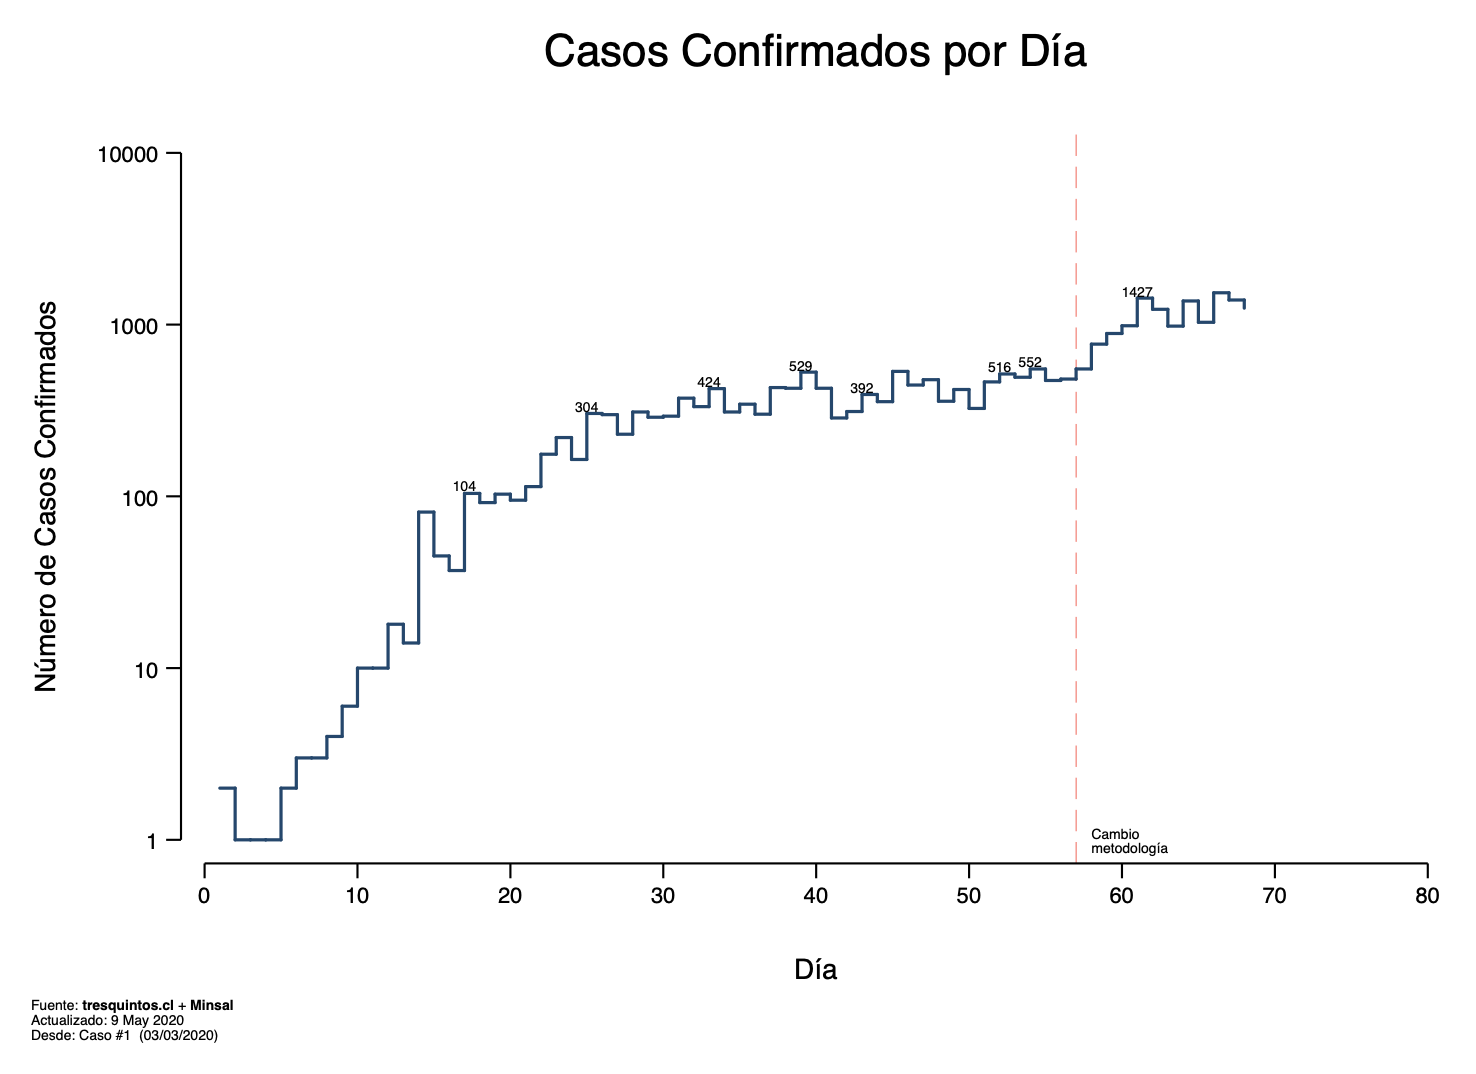 Casos Confirmados por Día
Número de Casos Confirmados
10000
1000
100
10
1
104
304
424
529
392
516
552
1427
Cambio
metodología
0 10 20 30 40 50 60 70 80
Día
Fuente: tresquintos.cl + Minsal
Actualizado: 9 May 2020
Desde: Caso #1 (03/03/2020)